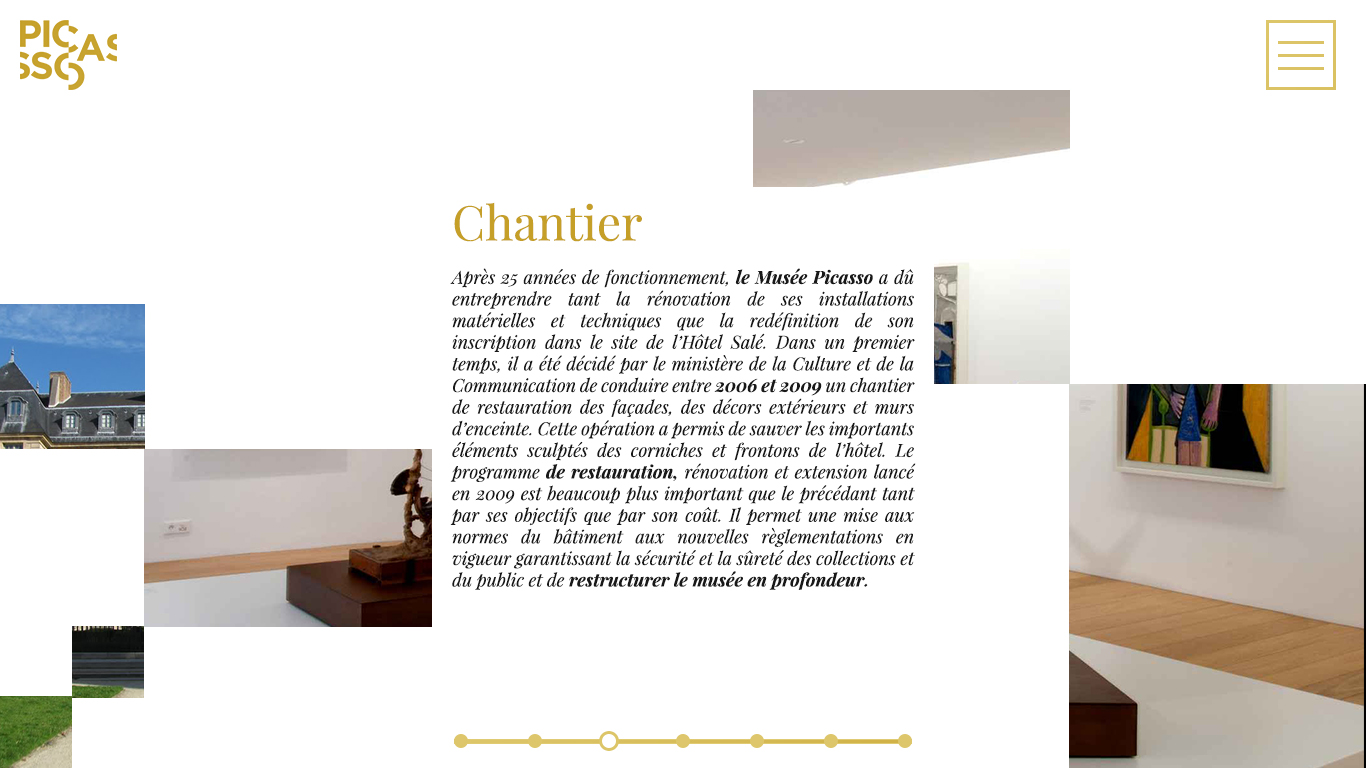 PICAS
SSO
Chantier
Après 25 années de fonctionnement, le Musée Picasso a dû
entreprendre tant la rénovation de ses installations
matérielles et techniques que la redéfinition de son
inscription dans le site de l’Hôtel Salé. Dans un premier
temps, il a été décidé par le ministère de la Culture et de la
Communication de conduire entre 2006 et 2009 un chantier
de restauration des façades, des décors extérieurs et murs
d’enceinte. Cette opération a permis de sauver les importants
éléments sculptés des corniches et frontons de l’hôtel. Le
programme de restauration, rénovation et extension lancé
en 2009 est beaucoup plus important que le précédant tant
par ses objectifs que par son coût. Il permet une mise aux
normes du bâtiment aux nouvelles règlementations en
vigueur garantissant la sécurité et la sûreté des collections et
du public et de restructurer le musée en profondeur.